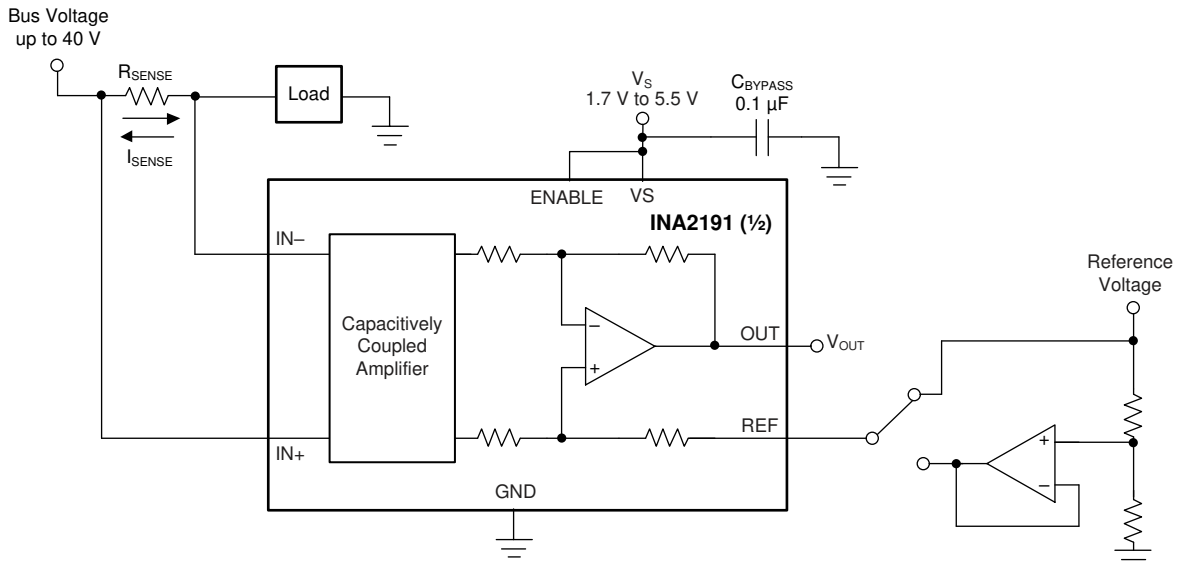 Bus Voltage
up to 40 V
RSENSE
ISENSE
Load
VS
1.7 V to 5.5 V
CBYPASS
0.1 µF
ENABLE
VS
INA2191 (½)
IN–
Capacitively
Coupled
Amplifier
–
+
OUT
VOUT
REF
IN+
GND
Reference
Voltage
+
–